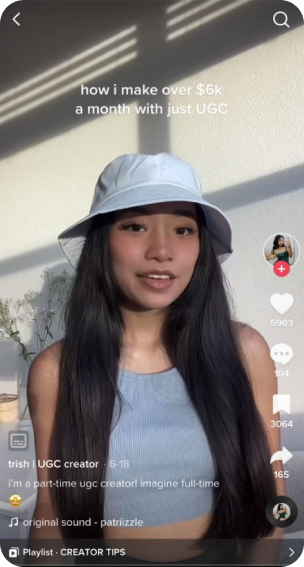 how i make over $6k
a month with just UGC
5903
104
3064
165
trish | UGC creator · 6-18
i'm a part-time ugc creator! imagine full-time
🤩
original sound - patriizzle
Playlist · CREATOR TIPS